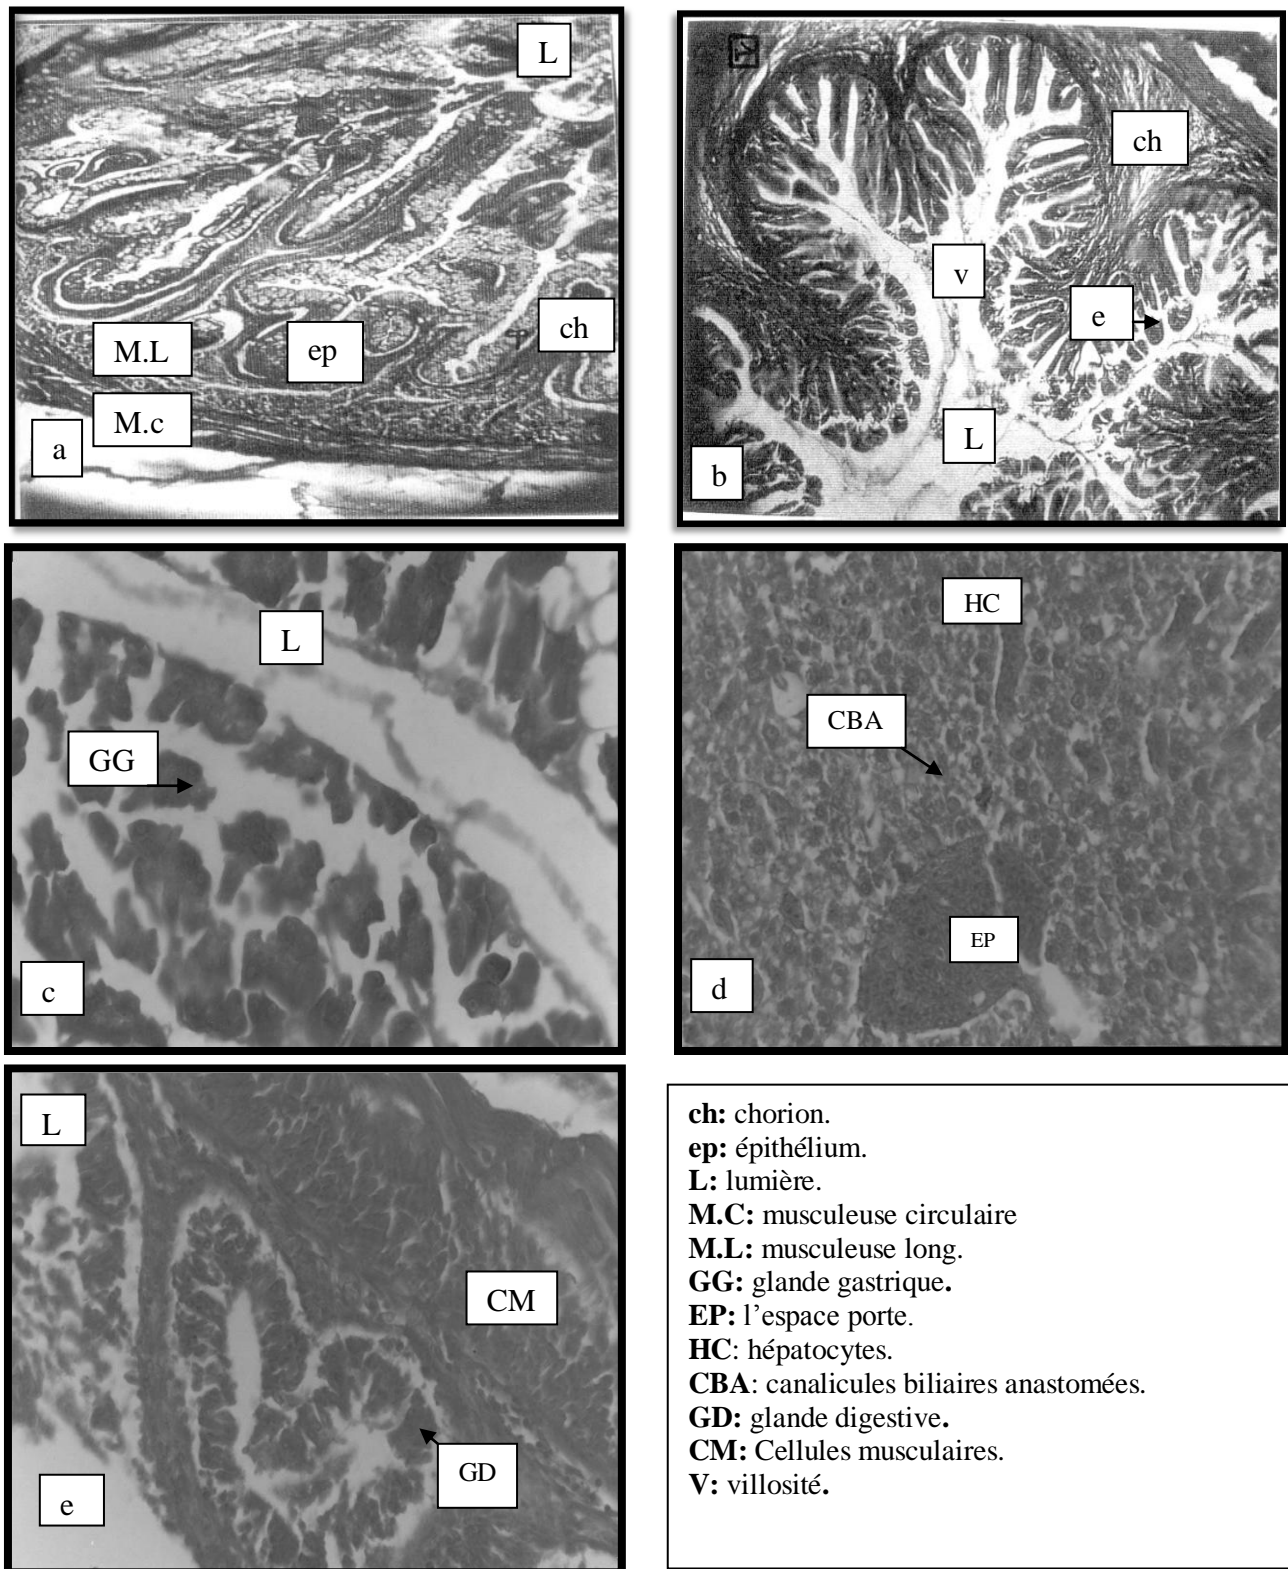 L
M.L
ep
ch
M.c
a
ch
v
e
L
b
L
GG
c
HC
CBA
EP
d
L
CM
GD
e
ch: chorion.
ep: épithélium.
L: lumière.
M.C: musculeuse circulaire
M.L: musculeuse long.
GG: glande gastrique.
EP: l'espace porte.
HC: hépatocytes.
CBA: canalicules biliaires anastomées.
GD: glande digestive.
CM: Cellules musculaires.
V: villosité.